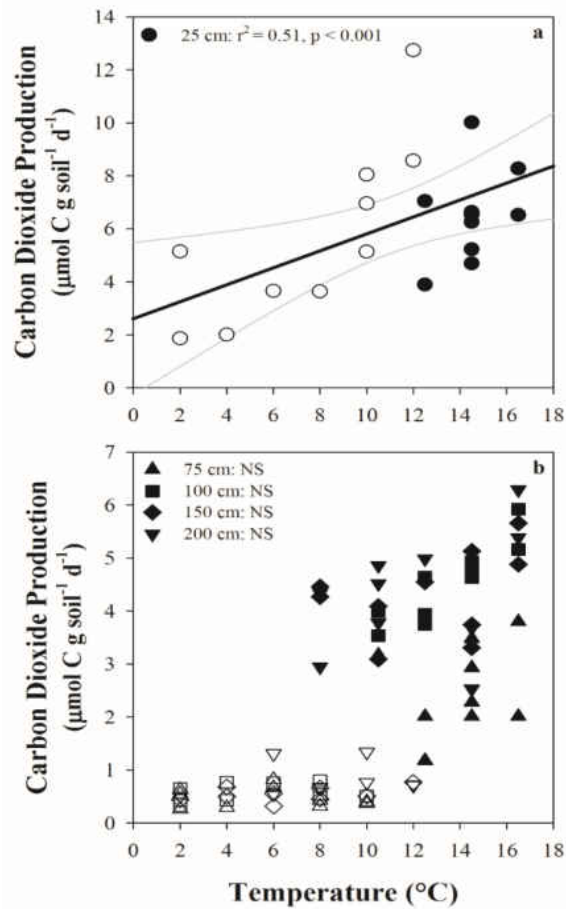 25 cm: r² = 0.51, p < 0.001
a
14
12
10
8
6
4
2
0
Carbon Dioxide Production
(μmol C g soil⁻¹ d⁻¹)
0 2 4 6 8 10 12 14 16 18
b
75 cm: NS
100 cm: NS
150 cm: NS
200 cm: NS
7
6
5
4
3
2
1
0
Carbon Dioxide Production
(μmol C g soil⁻¹ d⁻¹)
0 2 4 6 8 10 12 14 16 18
Temperature (°C)